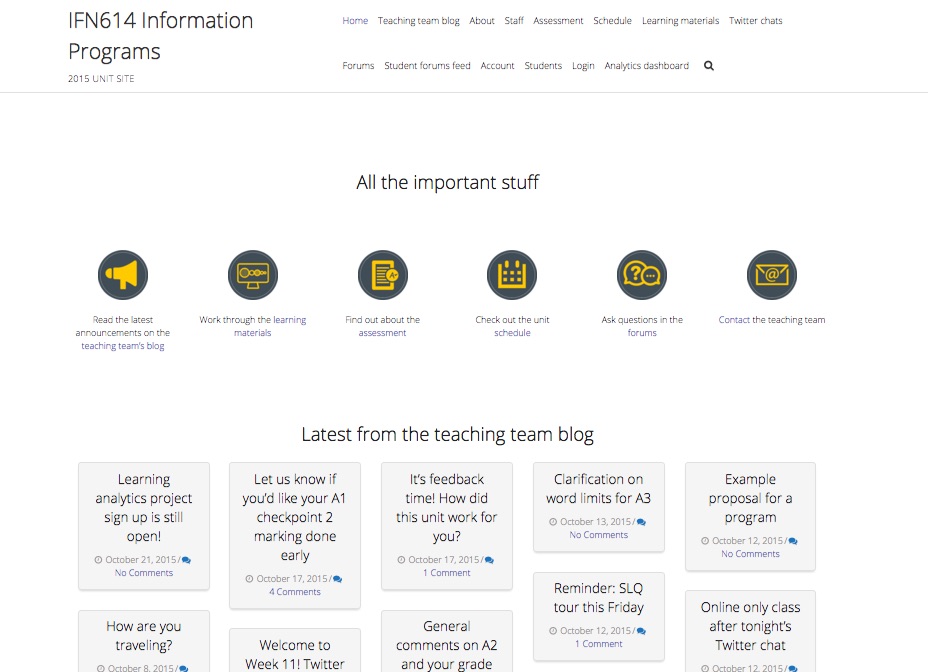 IFN614 Information
Programs
2015 UNIT SITE
Home Teaching team blog About Staff Assessment Schedule Learning materials Twitter chats
Forums Student forums feed Account Students Login Analytics dashboard
All the important stuff
Read the latest
announcements on the
teaching team's blog
Work through the learning
materials
Find out about the
assessment
Check out the unit
schedule
Ask questions in the
forums
Contact the teaching team
Latest from the teaching team blog
Learning
analytics project
sign up is still
open!
October 21, 2015 /
No Comments
Let us know if
you’d like your A1
checkpoint 2
marking done
early
October 17, 2015 /
4 Comments
It’s feedback
time! How did
this unit work for
you?
October 17, 2015 /
1 Comment
Clarification on
word limits for A3
October 13, 2015 /
No Comments
Example
proposal for a
program
October 12, 2015 /
No Comments
How are you
traveling?
October 8, 2015 /
Welcome to
Week 11! Twitter
General
comments on A2
and your grade
Reminder: SLQ
tour this Friday
October 12, 2015 /
1 Comment
Online only class
after tonight’s
Twitter chat
October 12, 2015 /